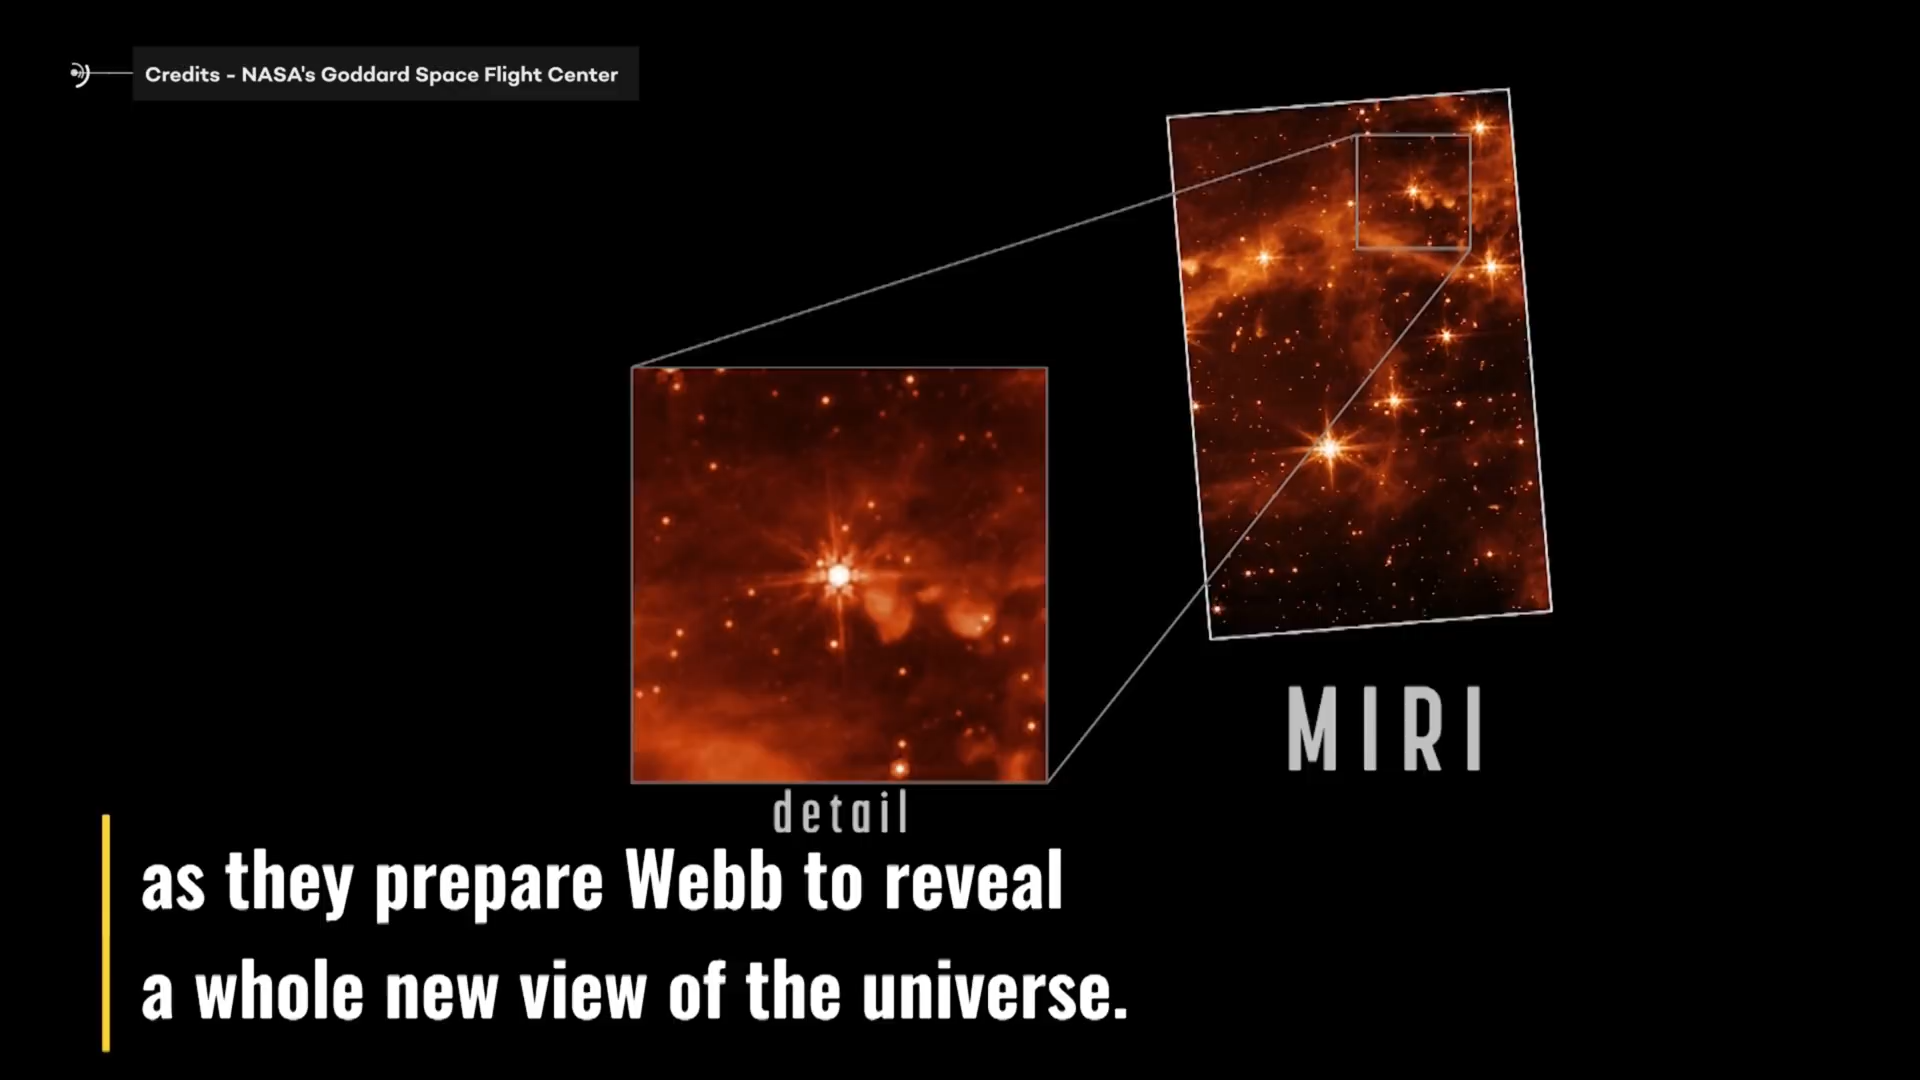 Credits - NASA's Goddard Space Flight Center
MIRI
detail
as they prepare Webb to reveal
a whole new view of the universe.